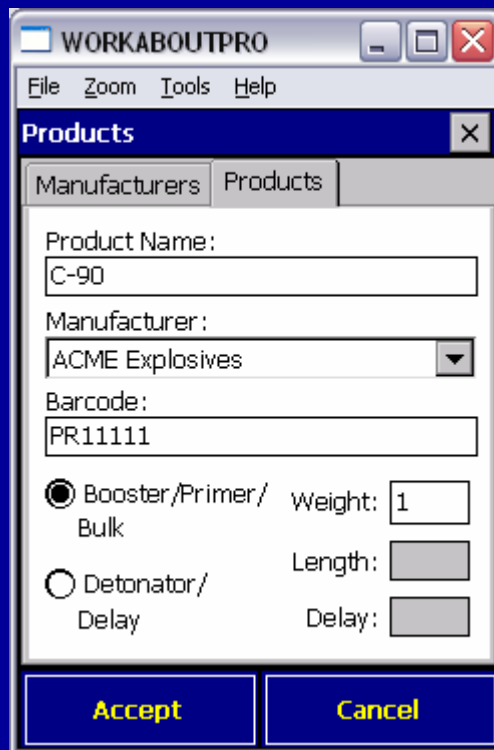 WORKABOUTPRO
File Zoom Tools Help
Products
Manufacturers Products
Product Name:
C-90
Manufacturer:
ACME Explosives
Barcode:
PR11111
Booster/Primer/ Weight: 1
Bulk
Length:
Detonator/
Delay Delay:
Accept Cancel